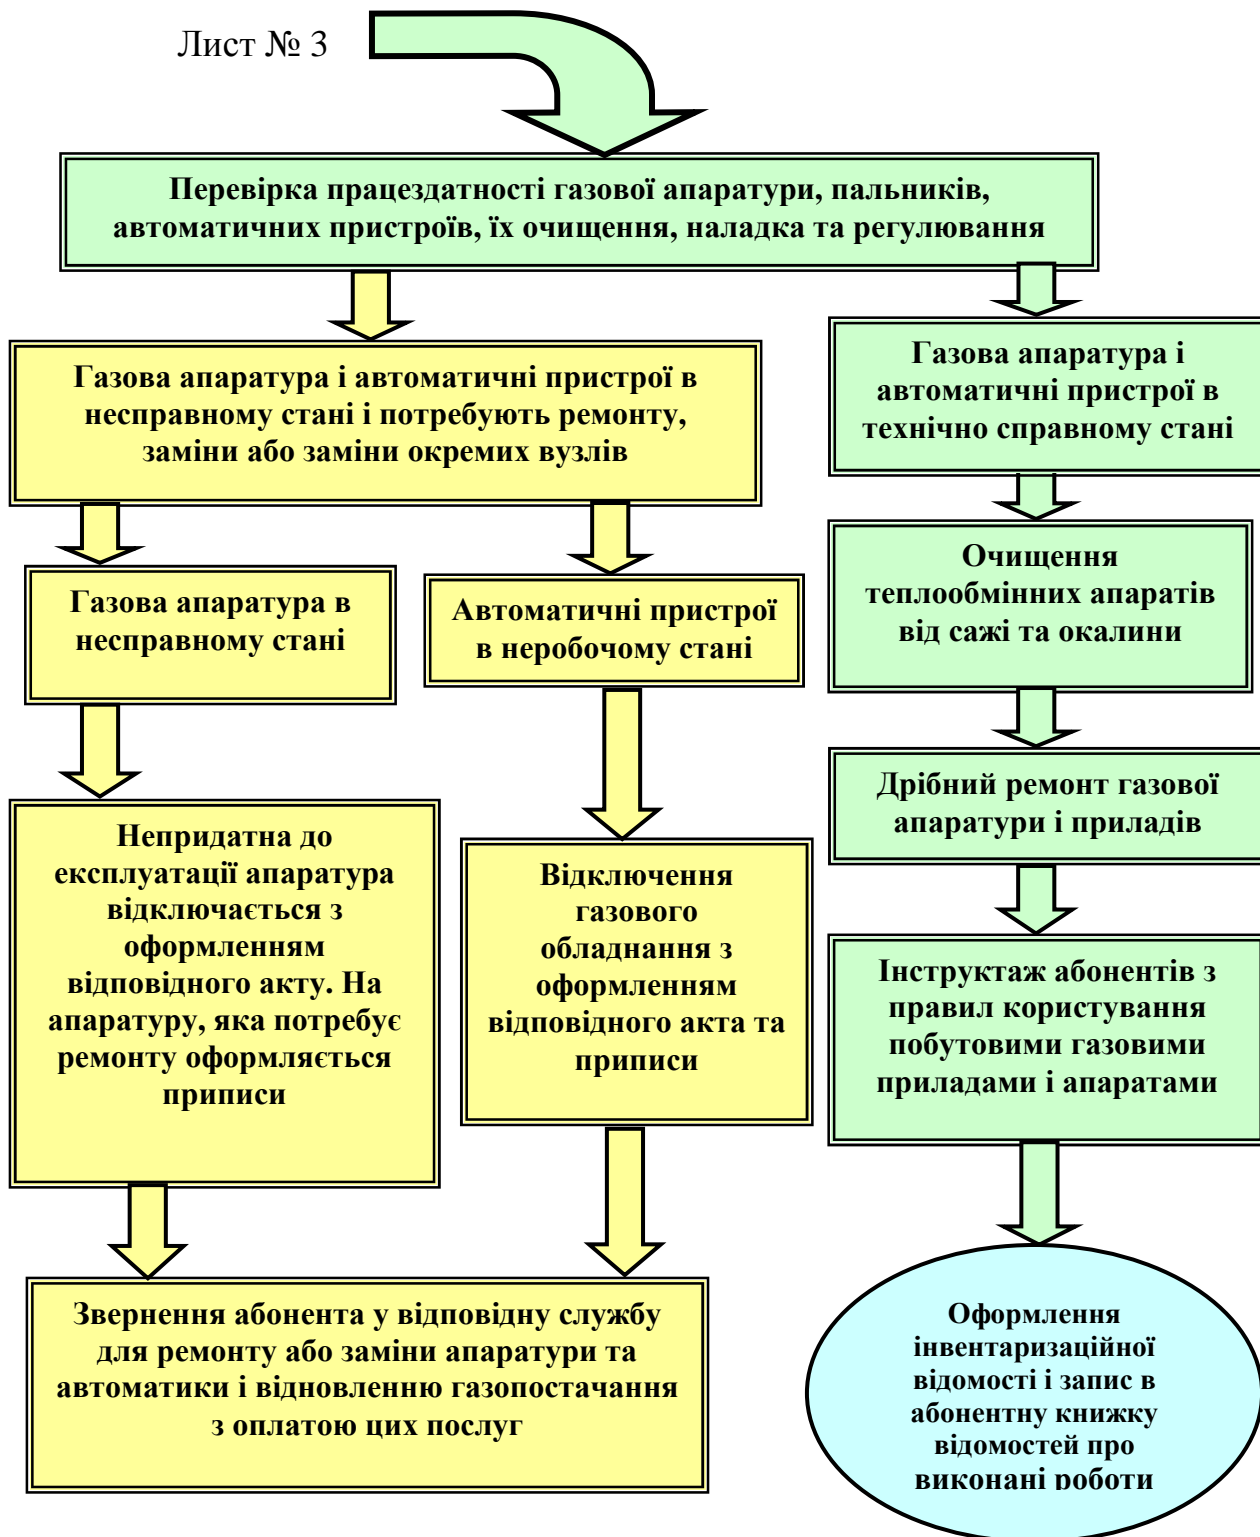 Лист № 3
Перевірка працездатності газової апаратури, пальників,
автоматичних пристроїв, їх очищення, наладка та регулювання
Газова апаратура і автоматичні пристрої в
несправному стані і потребують ремонту,
заміни або заміни окремих вузлів
Газова апаратура і
автоматичні пристрої в
технічно справному стані
Газова апаратура в
несправному стані
Автоматичні пристрої
в неробочому стані
Очищення
теплообмінних апаратів
від сажі та окалини
Дрібний ремонт газової
апаратури і приладів
Непридатна до
експлуатації апаратура
відключається з
оформленням
відповідного акту. На
апаратуру, яка потребує
ремонту оформляється
приписи
Відключення
газового
обладнання з
оформленням
відповідного акта та
приписи
Інструктаж абонентів з
правил користування
побутовими газовими
приладами і апаратами
Звернення абонента у відповідну службу
для ремонту або заміни апаратури та
автоматики і відновленню газопостачання
з оплатою цих послуг
Оформлення
інвентаризаційної
відомості і запис в
абонентну книжку
відомостей про
виконані роботи